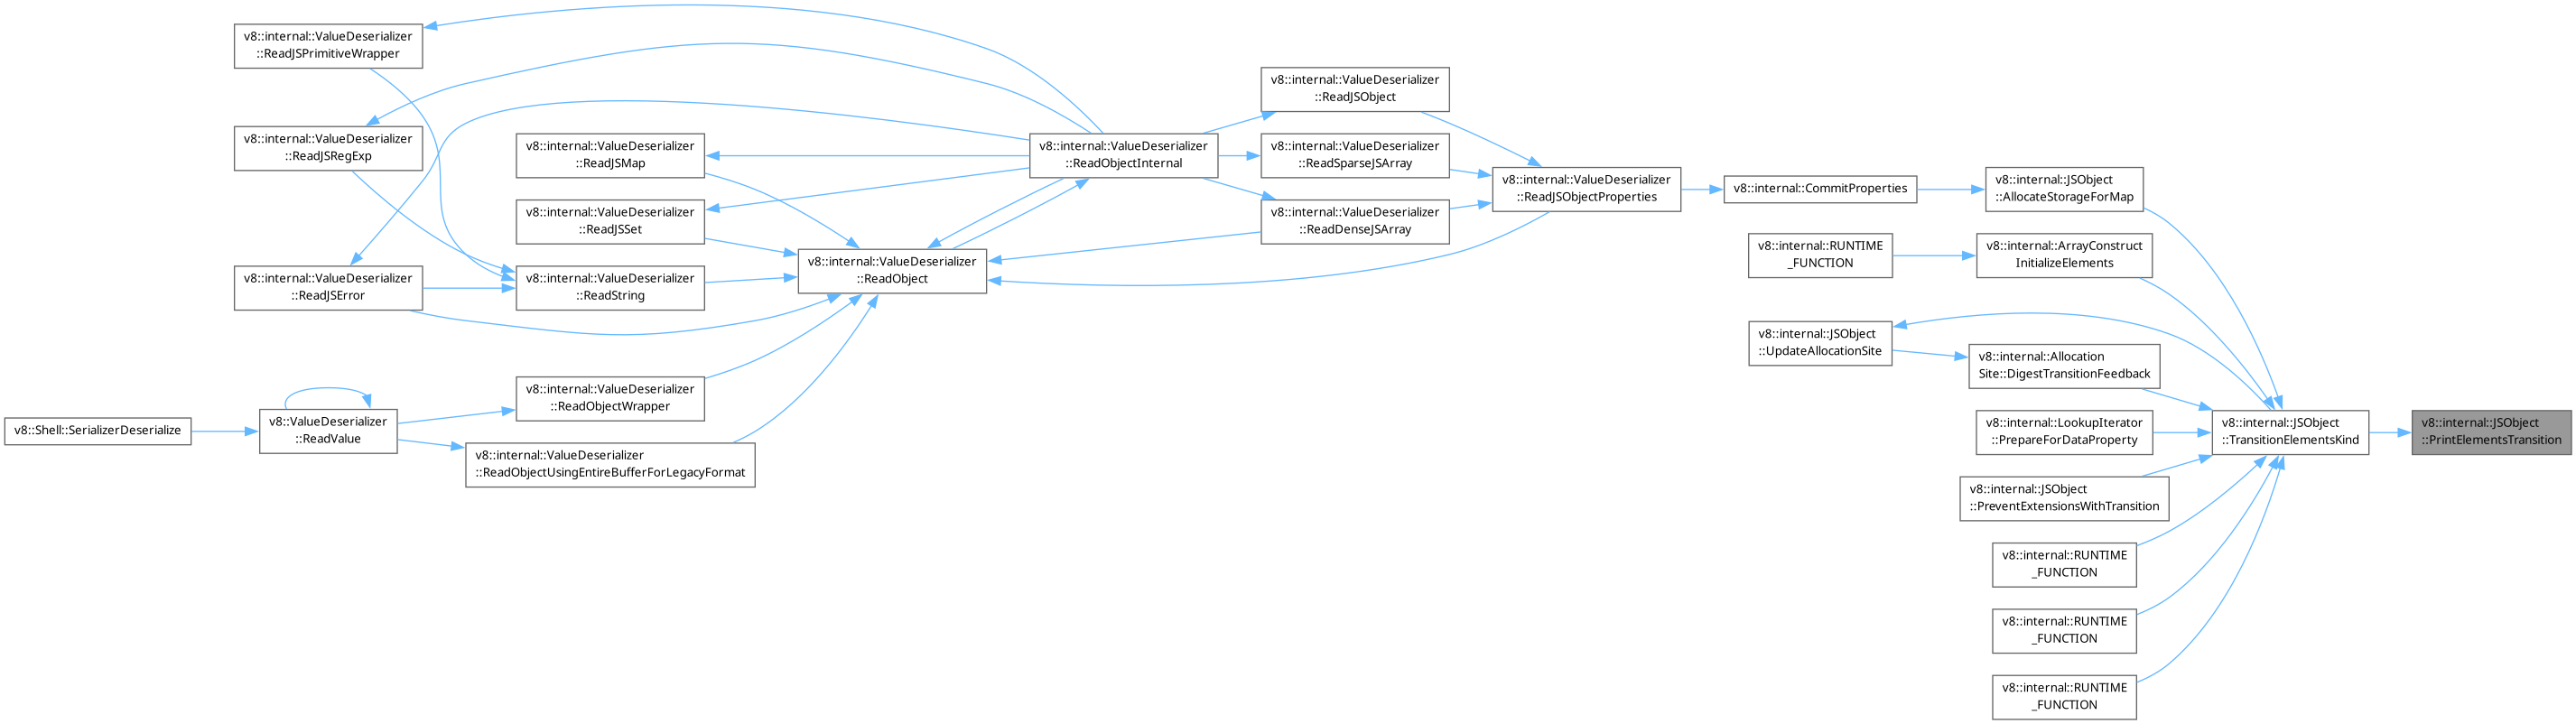 v8::internal::ValueDeserializer
::ReadJSPrimitiveWrapper
v8::internal::ValueDeserializer
::ReadJSRegExp
v8::internal::ValueDeserializer
::ReadJSError
v8::Shell::SerializerDeserialize
v8::ValueDeserializer
::ReadValue
v8::internal::ValueDeserializer
::ReadJSMap
v8::internal::ValueDeserializer
::ReadJSSet
v8::internal::ValueDeserializer
::ReadString
v8::internal::ValueDeserializer
::ReadObjectWrapper
v8::internal::ValueDeserializer
::ReadObjectUsingEntireBufferForLegacyFormat
v8::internal::ValueDeserializer
::ReadObject
v8::internal::ValueDeserializer
::ReadObjectInternal
v8::internal::ValueDeserializer
::ReadJSObject
v8::internal::ValueDeserializer
::ReadSparseJSArray
v8::internal::ValueDeserializer
::ReadDenseJSArray
v8::internal::ValueDeserializer
::ReadJSObjectProperties
v8::internal::CommitProperties
v8::internal::RUNTIME
_FUNCTION
v8::internal::JSObject
::UpdateAllocationSite
v8::internal::JSObject
::AllocateStorageForMap
v8::internal::ArrayConstruct
InitializeElements
v8::internal::Allocation
Site::DigestTransitionFeedback
v8::internal::LookupIterator
::PrepareForDataProperty
v8::internal::JSObject
::PreventExtensionsWithTransition
v8::internal::RUNTIME
_FUNCTION
v8::internal::RUNTIME
_FUNCTION
v8::internal::RUNTIME
_FUNCTION
v8::internal::JSObject
::TransitionElementsKind
v8::internal::JSObject
::PrintElementsTransition